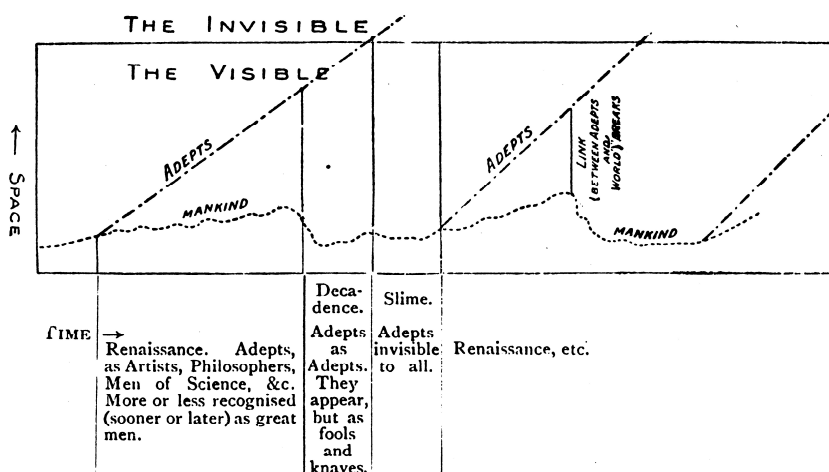 THE INVISIBLE
THE VISIBLE
ADEPTS
MANKIND
ADEPTS
LINK
(BETWEEN ADEPTS
AND
WORLD) BREAKS
MANKIND
← SPACE
TIME →
Renaissance. Adepts,
as Artists, Philosophers,
Men of Science, &c.
More or less recognised
(sooner or later) as great
men.
Deca-
dence.
Adepts
as
Adepts.
They
appear,
but as
fools
and
knaves.
Slime.
Adepts
invisible
to all.
Renaissance, etc.